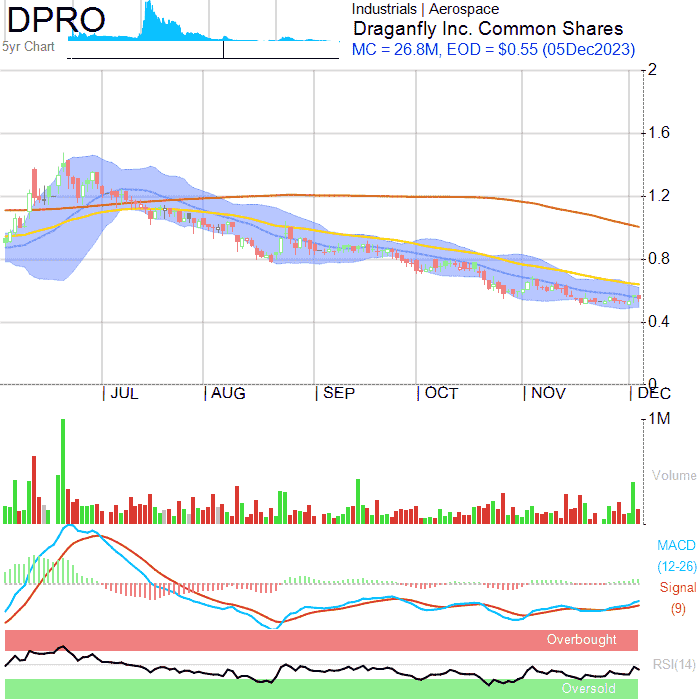 DPRO
5yr Chart
Industrials | Aerospace
Draganfly Inc. Common Shares
MC = 26.8M, EOD = $0.55 (05Dec2023)
2
1.6
1.2
0.8
0.4
0
JUL AUG SEP OCT NOV DEC
1M
Volume
MACD
(12-26)
Signal
(9)
Overbought
RSI(14)
Oversold